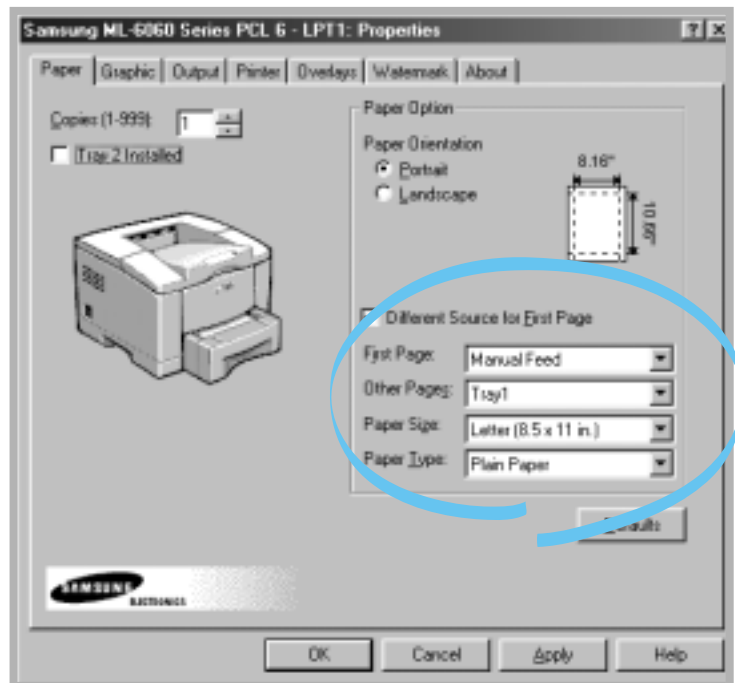 Samsung ML-6060 Series PCL 6 - LPT1: Properties
Paper Graphic Output Printer Overlays Watermark About
Copies (1-999): 1
Tray 2 Installed
Paper Option
Paper Orientation
Portrait
Landscape
8.16"
10.66"
Different Source for First Page
First Page: Manual Feed
Other Pages: Tray1
Paper Size: Letter (8.5 x 11 in.)
Paper Type: Plain Paper
Defaults
SAMSUNG
ELECTRONICS
OK Cancel Apply Help